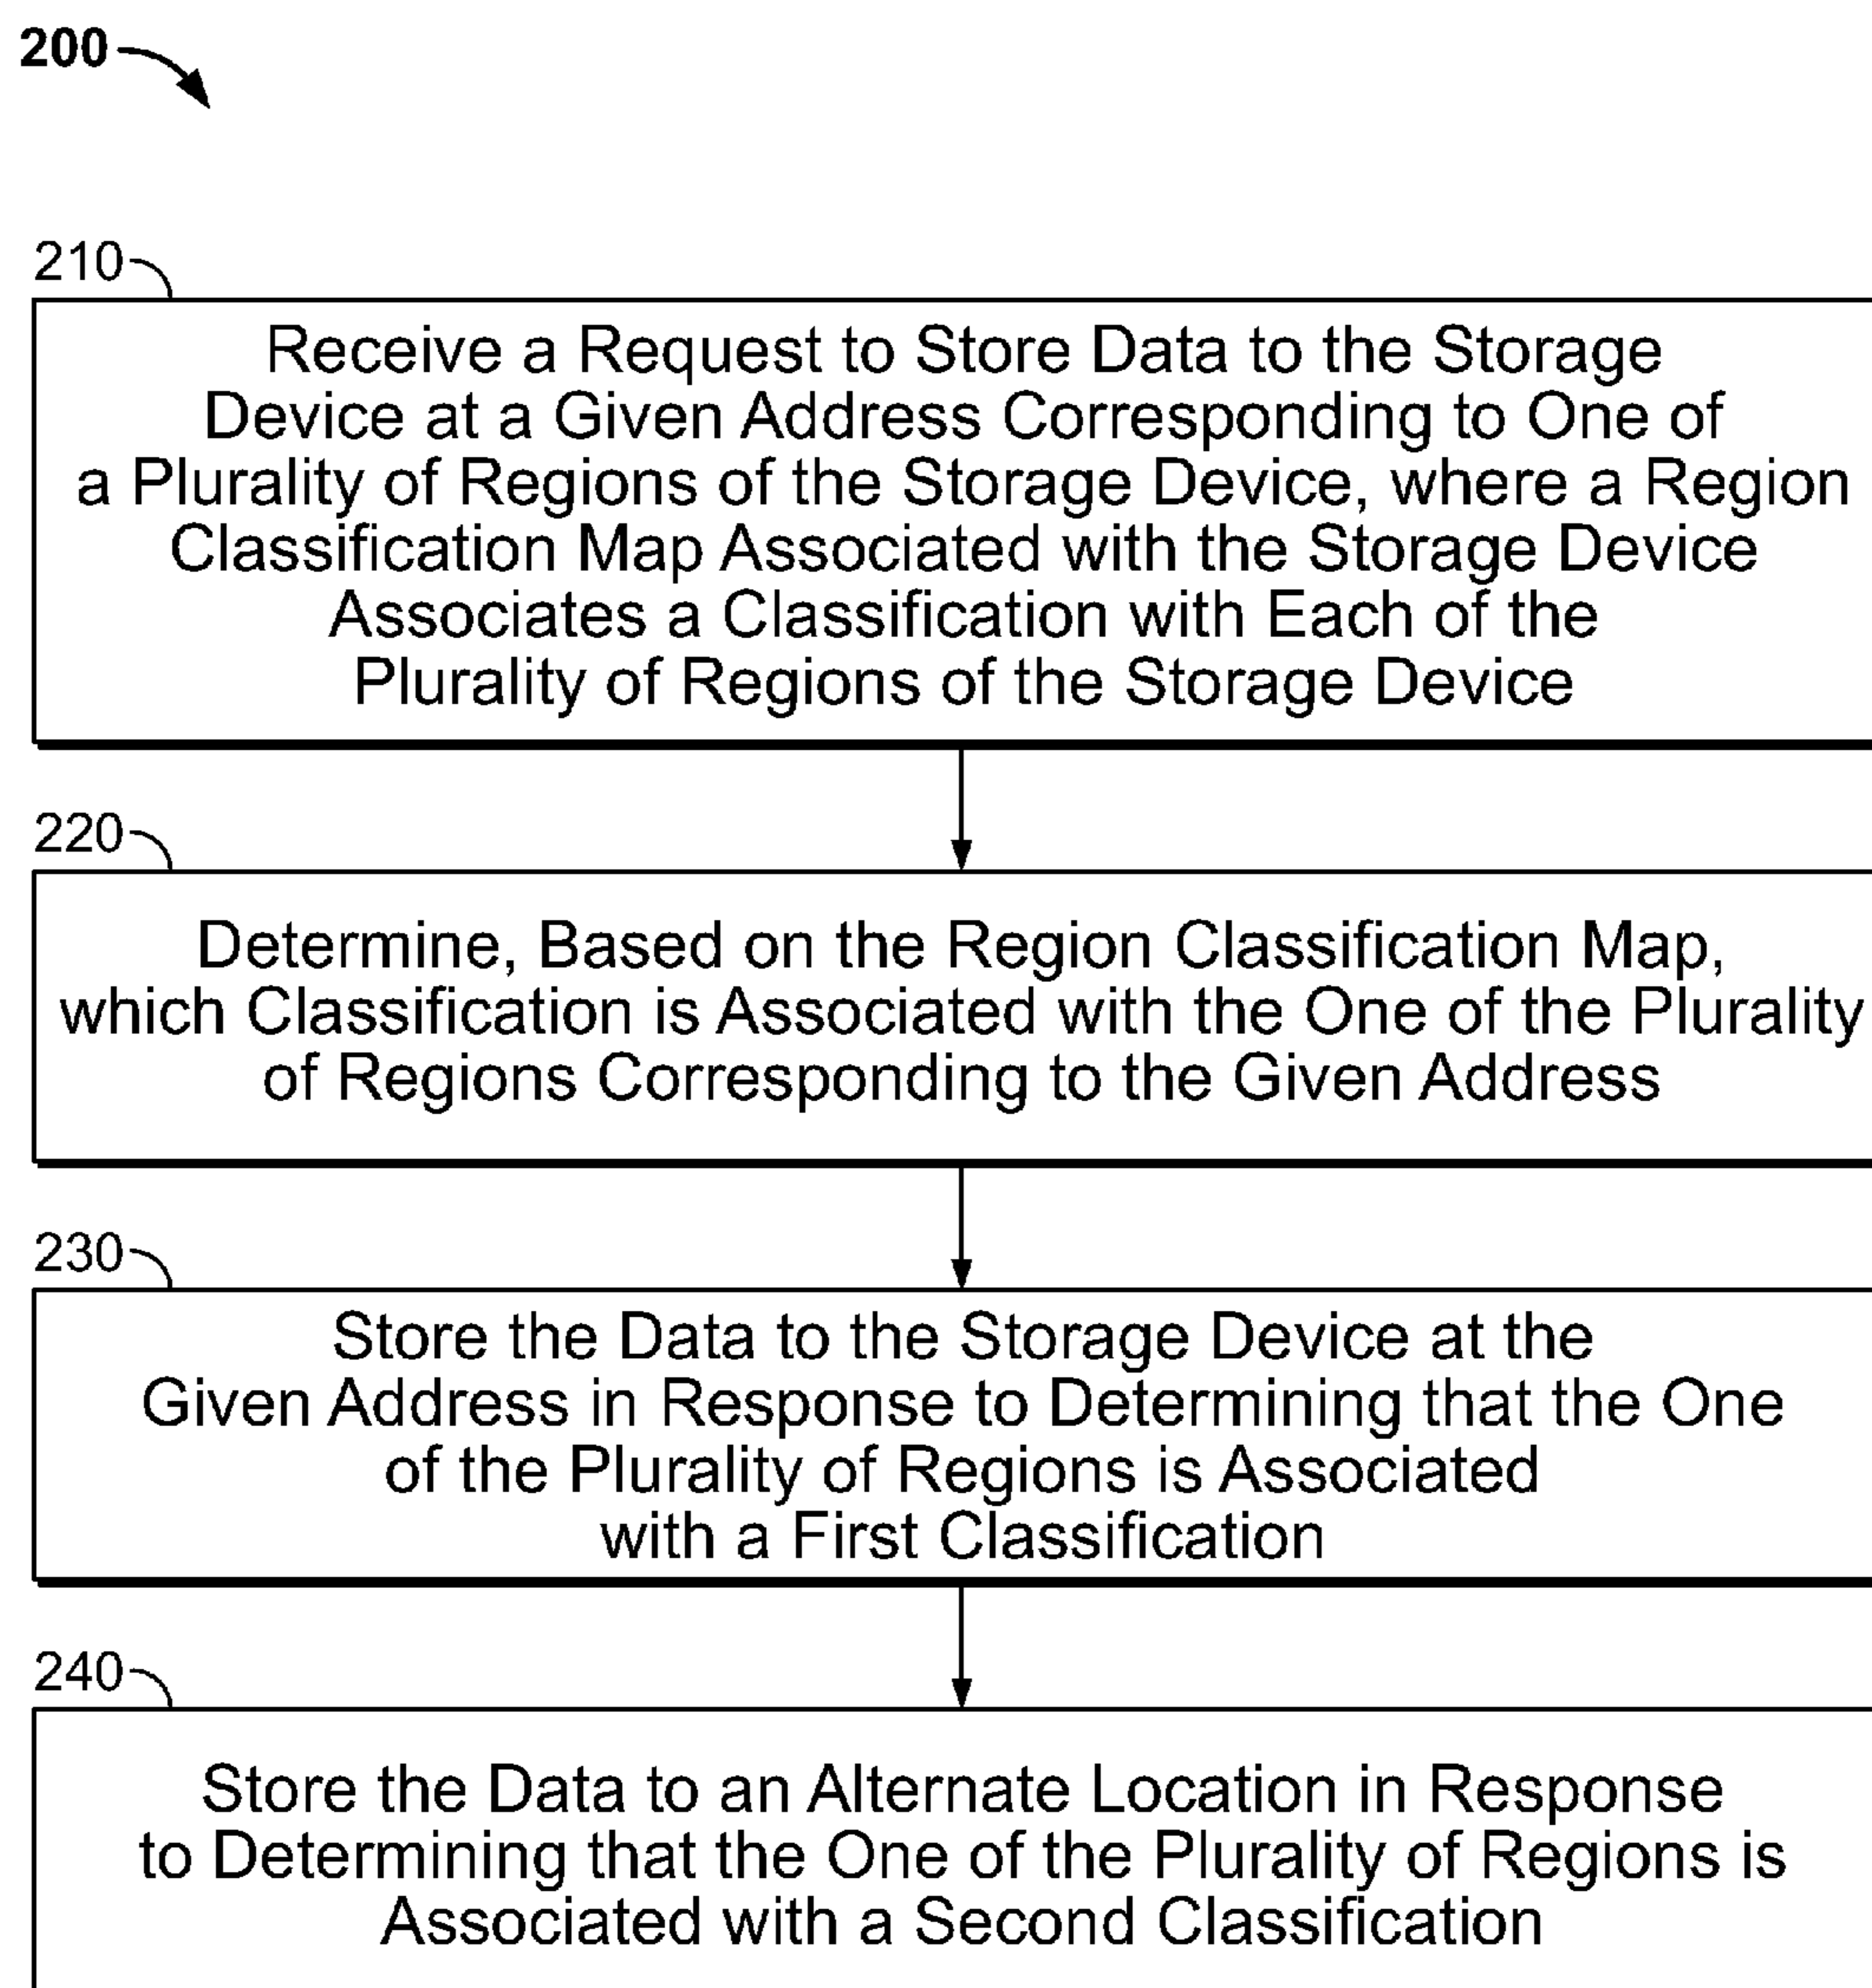 200
210
Receive a Request to Store Data to the Storage
Device at a Given Address Corresponding to One of
a Plurality of Regions of the Storage Device, where a Region
Classification Map Associated with the Storage Device
Associates a Classification with Each of the
Plurality of Regions of the Storage Device
220
Determine, Based on the Region Classification Map,
which Classification is Associated with the One of the Plurality
of Regions Corresponding to the Given Address
230
Store the Data to the Storage Device at the
Given Address in Response to Determining that the One
of the Plurality of Regions is Associated
with a First Classification
240
Store the Data to an Alternate Location in Response
to Determining that the One of the Plurality of Regions is
Associated with a Second Classification